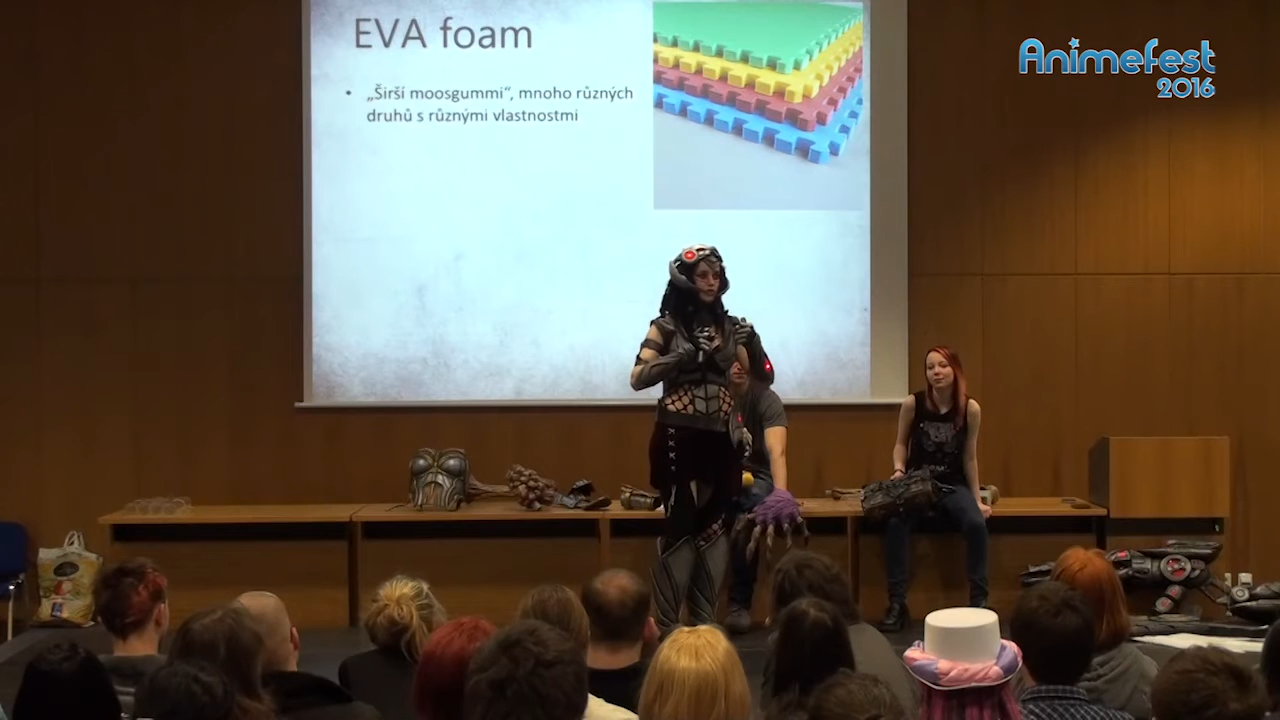 EVA foam
• „Širší moosgummi“, mnoho různých
druhů s různými vlastnostmi
AnimeFest
2016